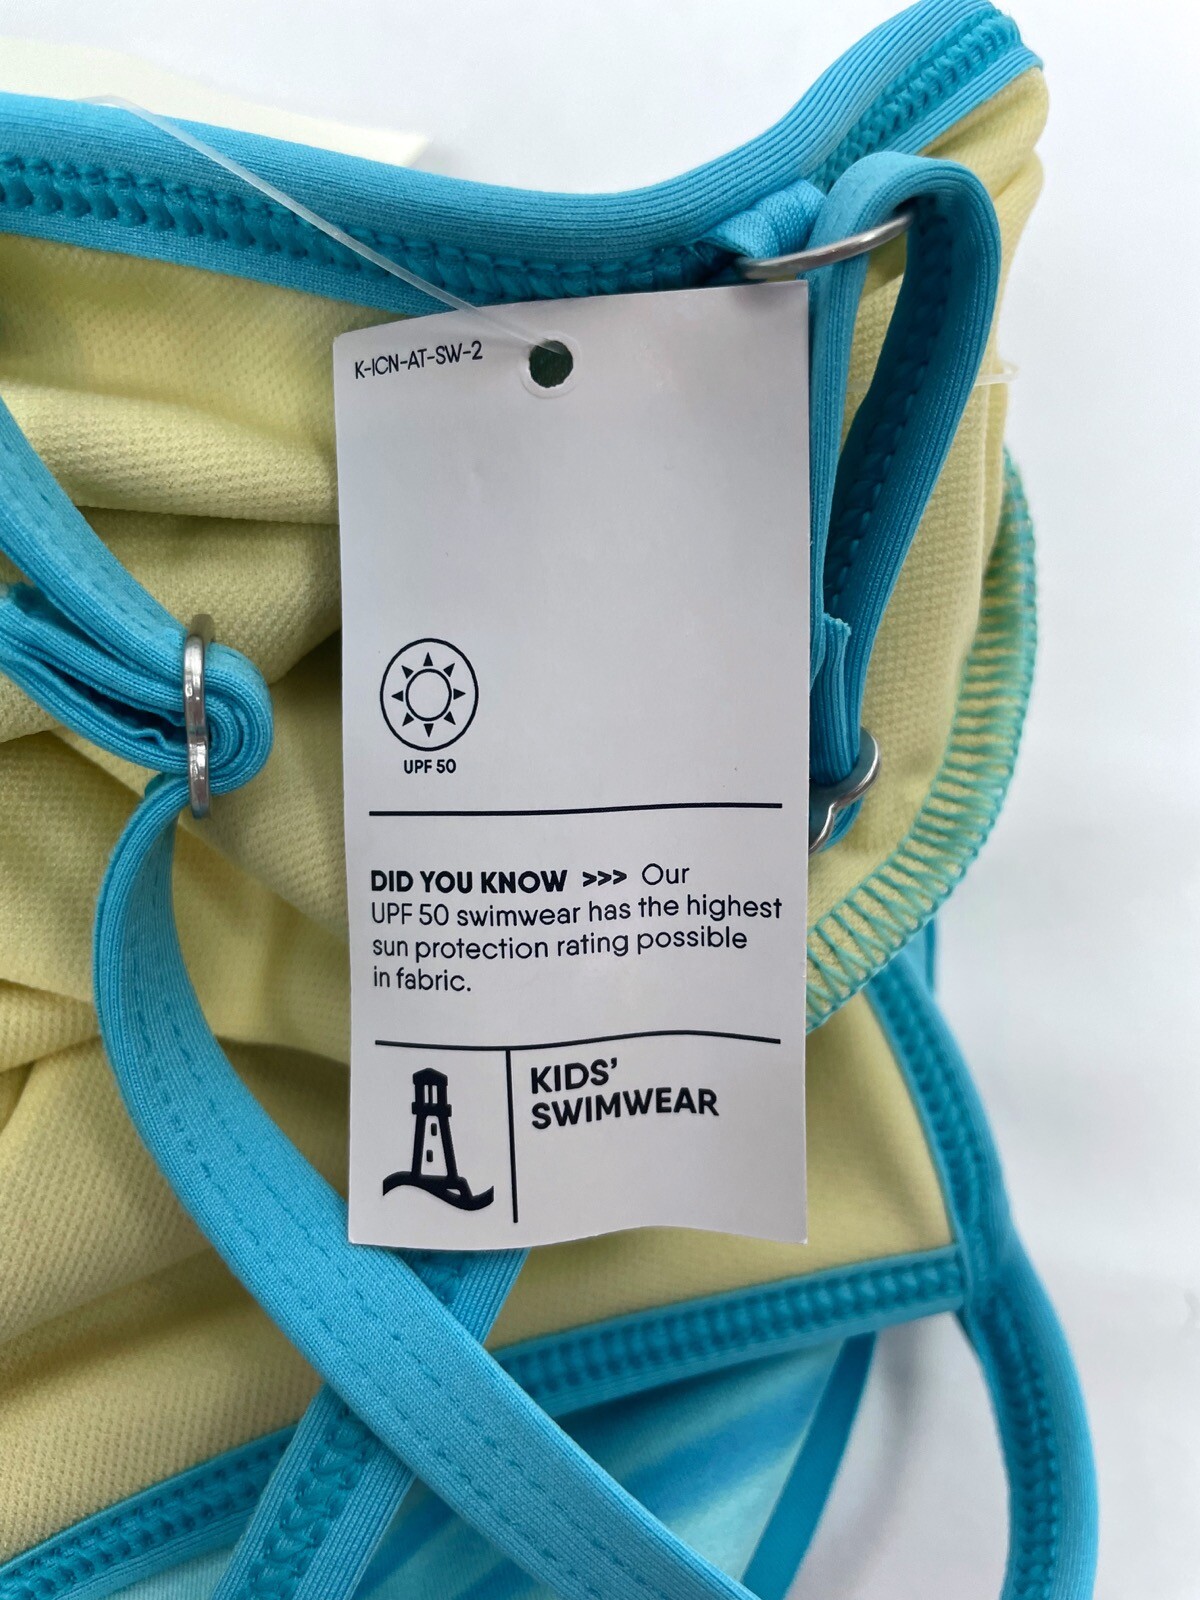 K-ICN-AT-SW-2
UPF 50
DID YOU KNOW >>> Our
UPF 50 swimwear has the highest
sun protection rating possible
in fabric.
KIDS’
SWIMWEAR